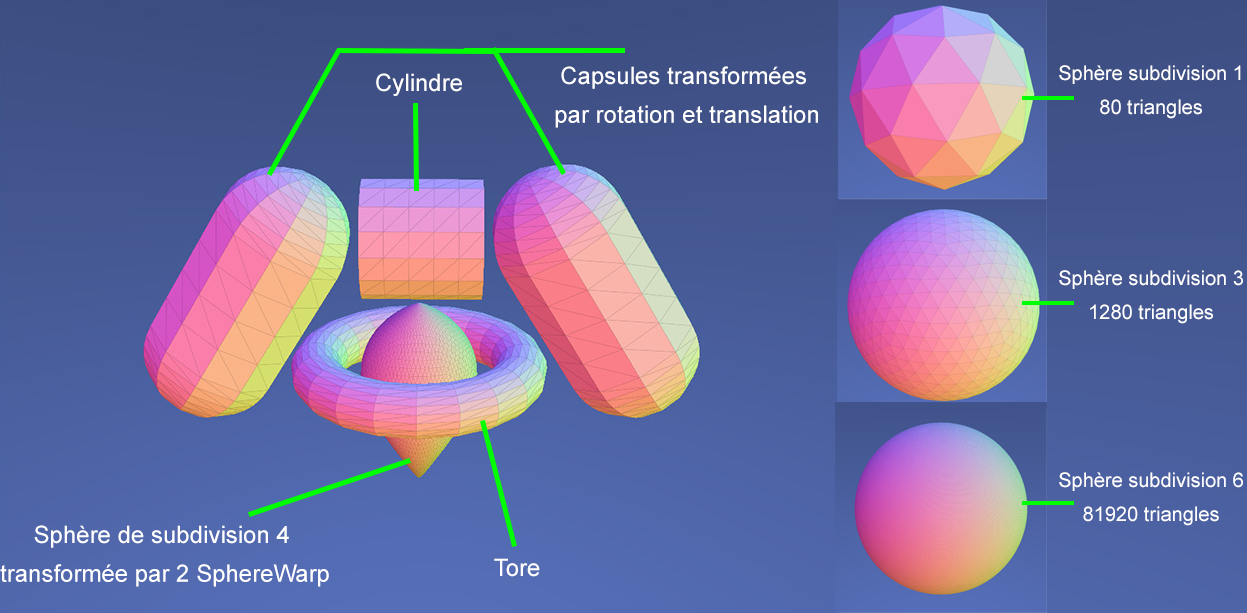 Cylindre
Capsules transformées
par rotation et translation
Sphère de subdivision 4
transformée par 2 SphereWarp
Tore
Sphère subdivision 1
80 triangles
Sphère subdivision 3
1280 triangles
Sphère subdivision 6
81920 triangles